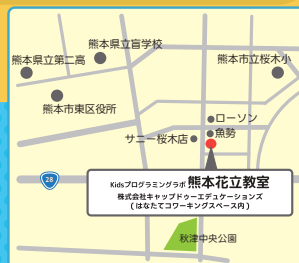 熊本県立盲学校
熊本県立第二高
熊本市立桜木小
熊本市東区役所
ローソン
魚勢
サニー桜木店
28
Kidsプログラミングラボ 熊本花立教室
株式会社キャップドゥーエデュケーションズ
(はなたてコワーキングスペース内)
秋津中央公園